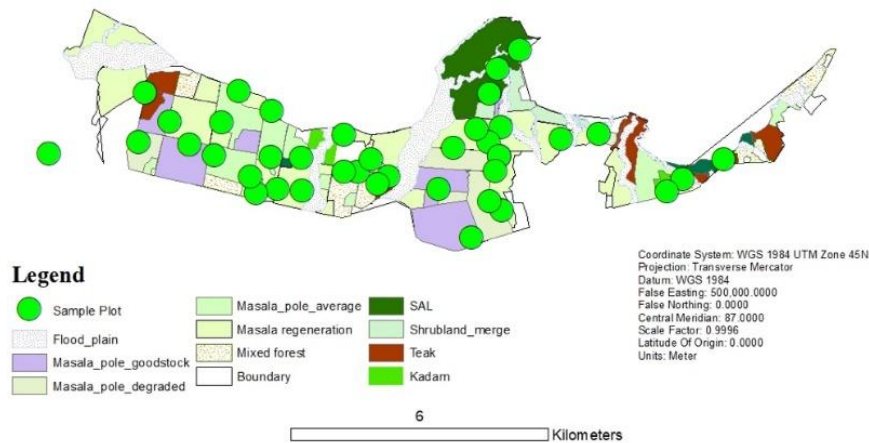 Coordinate System: WGS 1984 UTM Zone 45N
Projection: Transverse Mercator
Datum: WGS 1984
False Easting: 500,000.0000
False Northing: 0.0000
Central Meridian: 87.0000
Scale Factor: 0.9996
Latitude Of Origin: 0.0000
Units: Meter
Legend
Sample Plot
Flood_plain
Masala_pole_goodstock
Masala_pole_degraded
Masala_pole_average
Masala regeneration
Mixed forest
Boundary
SAL
Shrubland_merge
Teak
Kadam
6
Kilometers